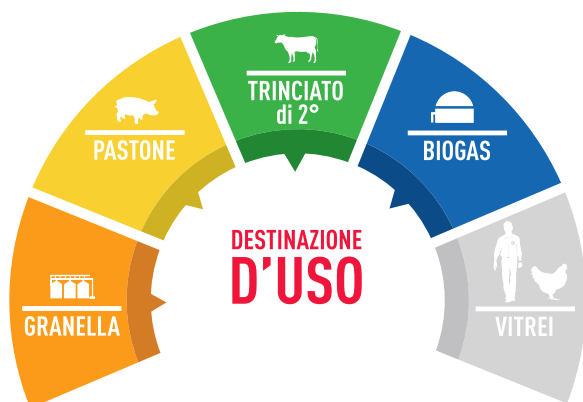 GRANELLA
PASTONE
TRINCIATO
di 2°
BIOGAS
VITREI
DESTINAZIONE
D'USO